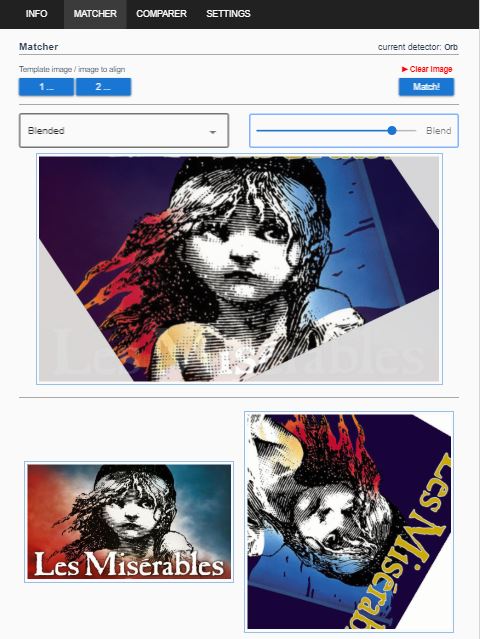 INFO MATCHER COMPARER SETTINGS
Matcher current detector: Orb
Template image / image to align ▶ Clear Image
1 ... 2 ... Match!
Blended Blend
Les Misérables
Les Misérables
Les Misérab